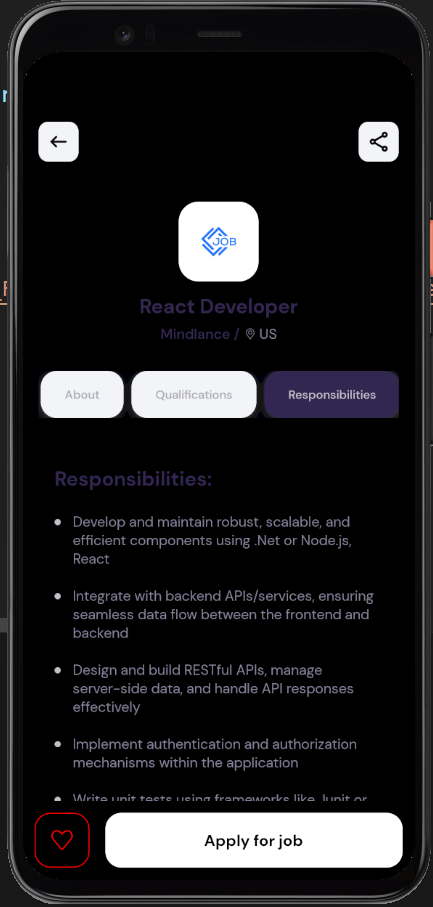 JOB
React Developer
Mindlance / US
About
Qualifications
Responsibilities
Responsibilities:
Develop and maintain robust, scalable, and
efficient components using .Net or Node.js,
React
Integrate with backend APIs/services, ensuring
seamless data flow between the frontend and
backend
Design and build RESTful APIs, manage
server-side data, and handle API responses
effectively
Implement authentication and authorization
mechanisms within the application
Write unit tests using frameworks like Junit or
Apply for job